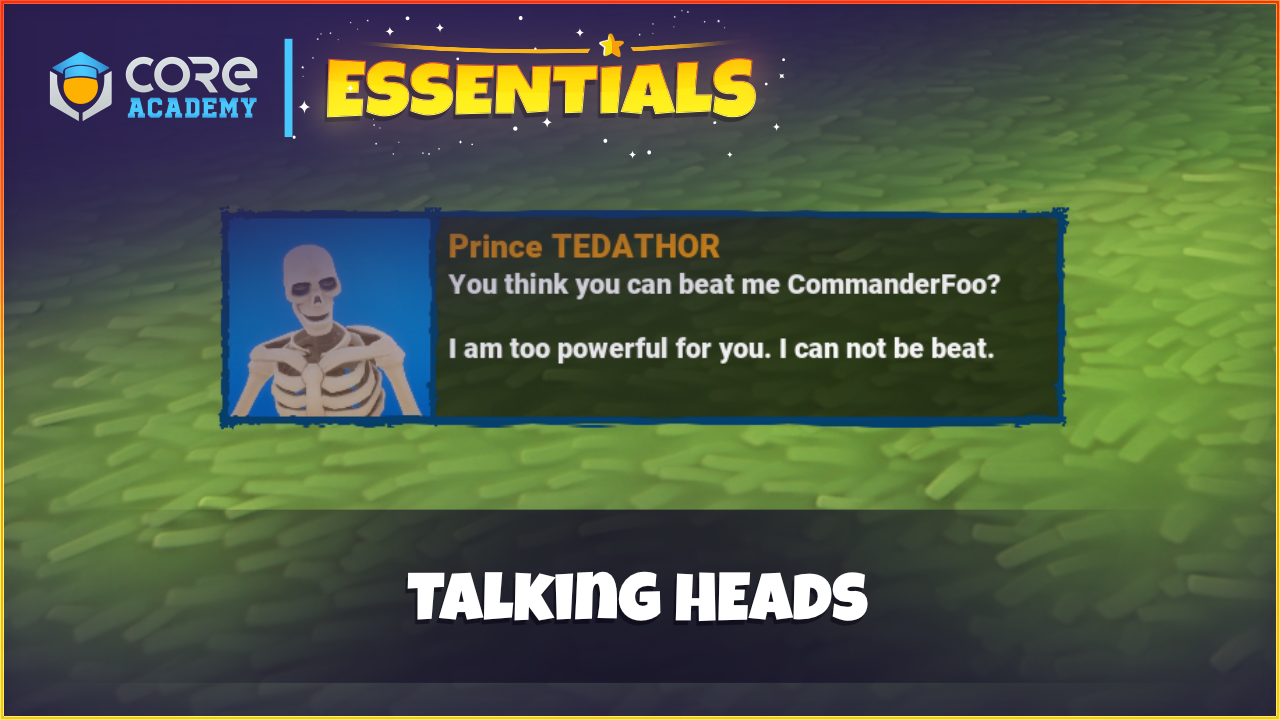 CORE
ACADEMY
ESSENTIALS
Prince TEDATHOR
You think you can beat me CommanderFoo?
I am too powerful for you. I can not be beat.
TALKING HEADS